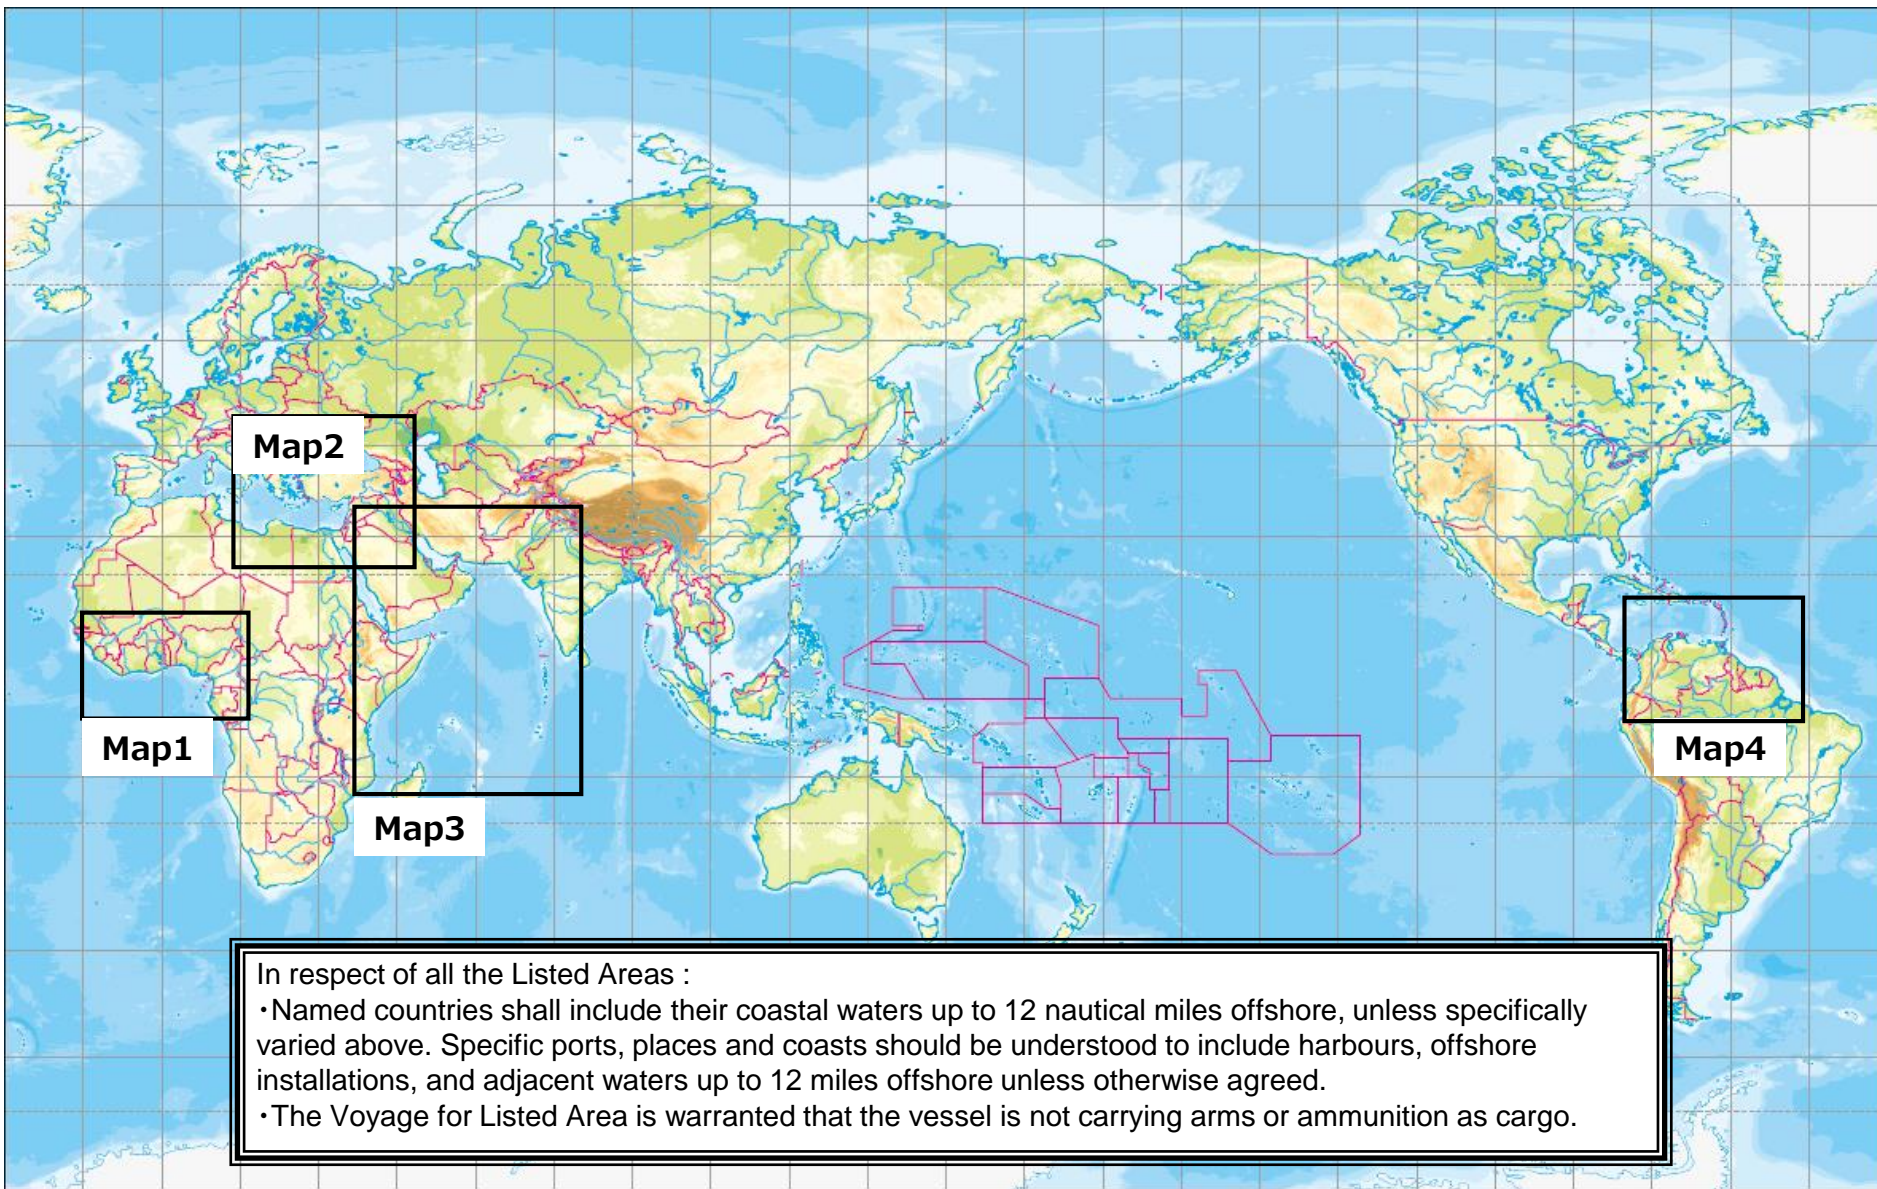 Map2
Map1
Map3
Map4
In respect of all the Listed Areas :
･Named countries shall include their coastal waters up to 12 nautical miles offshore, unless specifically
varied above. Specific ports, places and coasts should be understood to include harbours, offshore
installations, and adjacent waters up to 12 miles offshore unless otherwise agreed.
･The Voyage for Listed Area is warranted that the vessel is not carrying arms or ammunition as cargo.